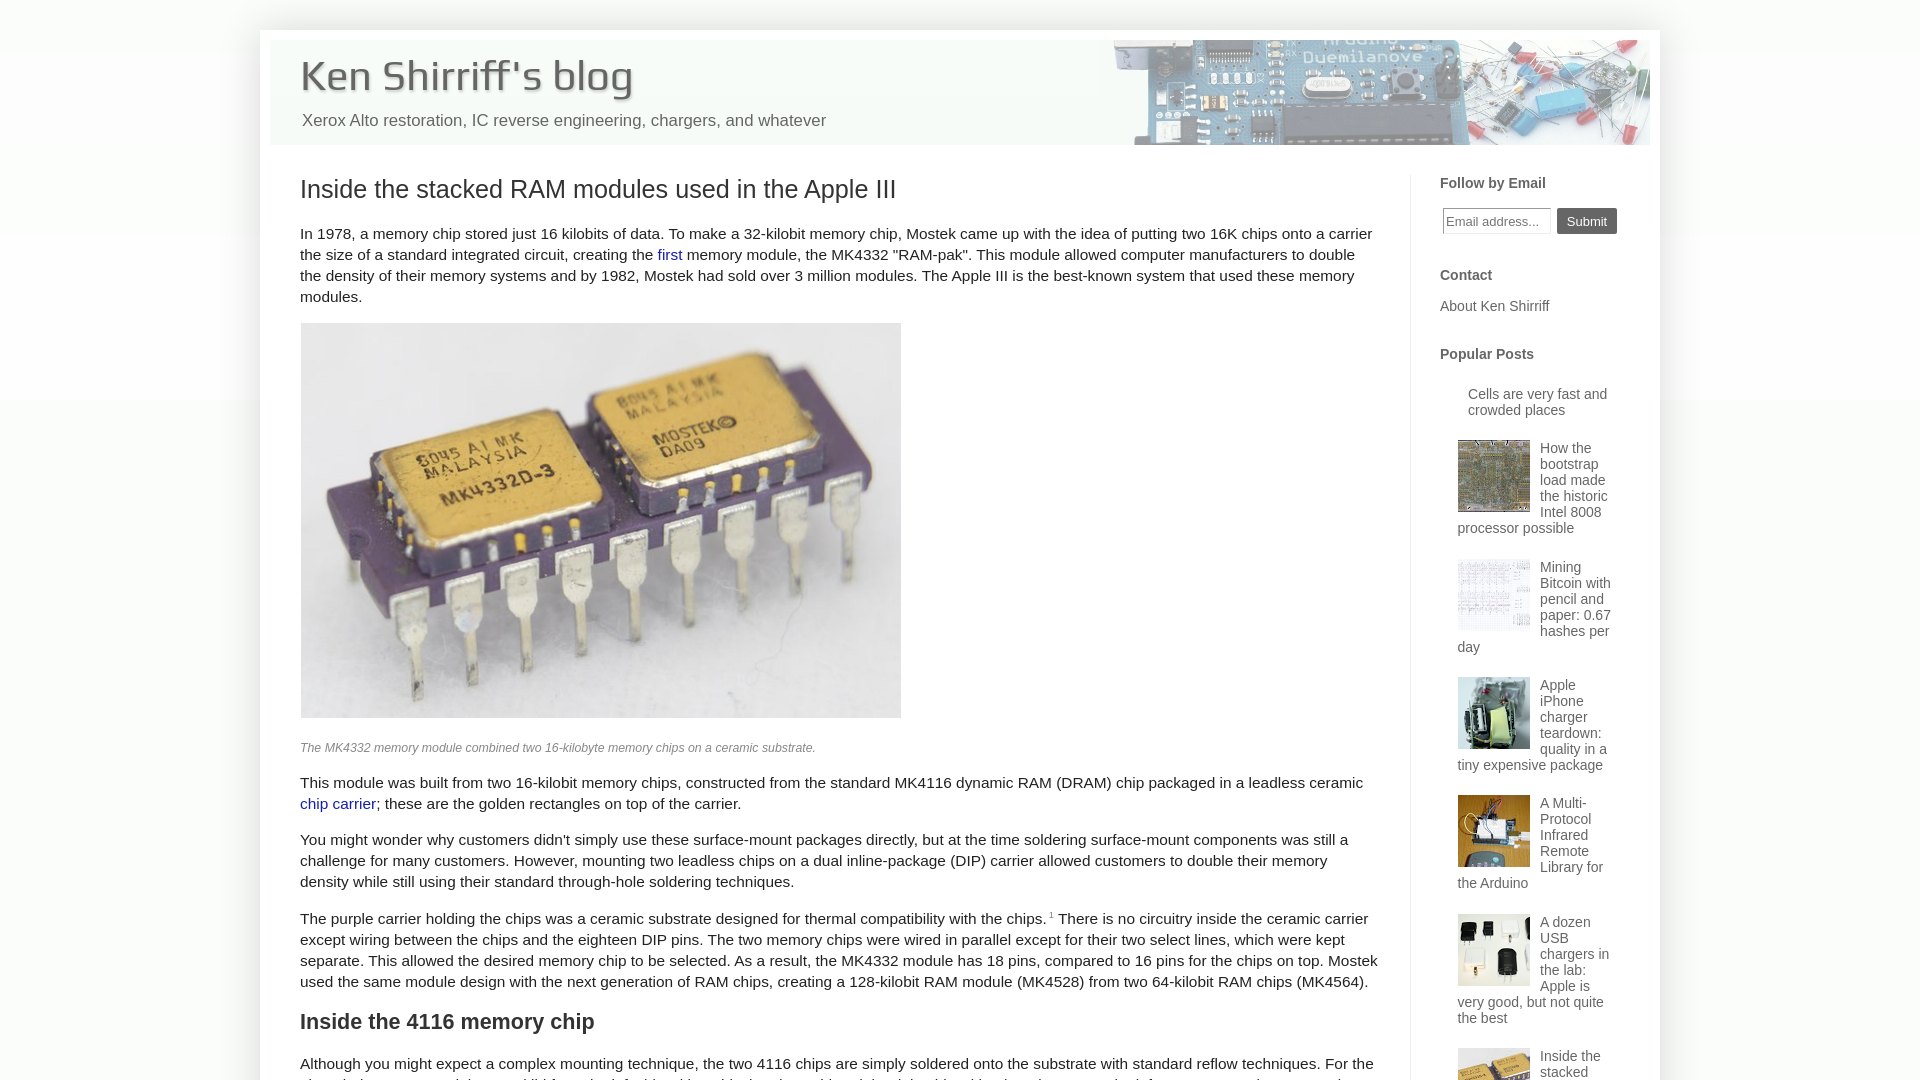 Ken Shirriff's blog
Xerox Alto restoration, IC reverse engineering, chargers, and whatever
Duemilanove
Inside the stacked RAM modules used in the Apple III
In 1978, a memory chip stored just 16 kilobits of data. To make a 32-kilobit memory chip, Mostek came up with the idea of putting two 16K chips onto a carrier
the size of a standard integrated circuit, creating the first memory module, the MK4332 "RAM-pak". This module allowed computer manufacturers to double
the density of their memory systems and by 1982, Mostek had sold over 3 million modules. The Apple III is the best-known system that used these memory
modules.
8045 A1 MK
MALAYSIA
MK4332D-3
8045 A1 MK
MALAYSIA
MOSTEK©
DA09
The MK4332 memory module combined two 16-kilobyte memory chips on a ceramic substrate.
This module was built from two 16-kilobit memory chips, constructed from the standard MK4116 dynamic RAM (DRAM) chip packaged in a leadless ceramic
chip carrier; these are the golden rectangles on top of the carrier.
You might wonder why customers didn't simply use these surface-mount packages directly, but at the time soldering surface-mount components was still a
challenge for many customers. However, mounting two leadless chips on a dual inline-package (DIP) carrier allowed customers to double their memory
density while still using their standard through-hole soldering techniques.
The purple carrier holding the chips was a ceramic substrate designed for thermal compatibility with the chips. 1 There is no circuitry inside the ceramic carrier
except wiring between the chips and the eighteen DIP pins. The two memory chips were wired in parallel except for their two select lines, which were kept
separate. This allowed the desired memory chip to be selected. As a result, the MK4332 module has 18 pins, compared to 16 pins for the chips on top. Mostek
used the same module design with the next generation of RAM chips, creating a 128-kilobit RAM module (MK4528) from two 64-kilobit RAM chips (MK4564).
Inside the 4116 memory chip
Although you might expect a complex mounting technique, the two 4116 chips are simply soldered onto the substrate with standard reflow techniques. For the
Follow by Email
Email address...
Submit
Contact
About Ken Shirriff
Popular Posts
Cells are very fast and
crowded places
How the
bootstrap
load made
the historic
Intel 8008
processor possible
Mining
Bitcoin with
pencil and
paper: 0.67
hashes per
day
Apple
iPhone
charger
teardown:
quality in a
tiny expensive package
A Multi-
Protocol
Infrared
Remote
Library for
the Arduino
A dozen
USB
chargers in
the lab:
Apple is
very good, but not quite
the best
Inside the
stacked